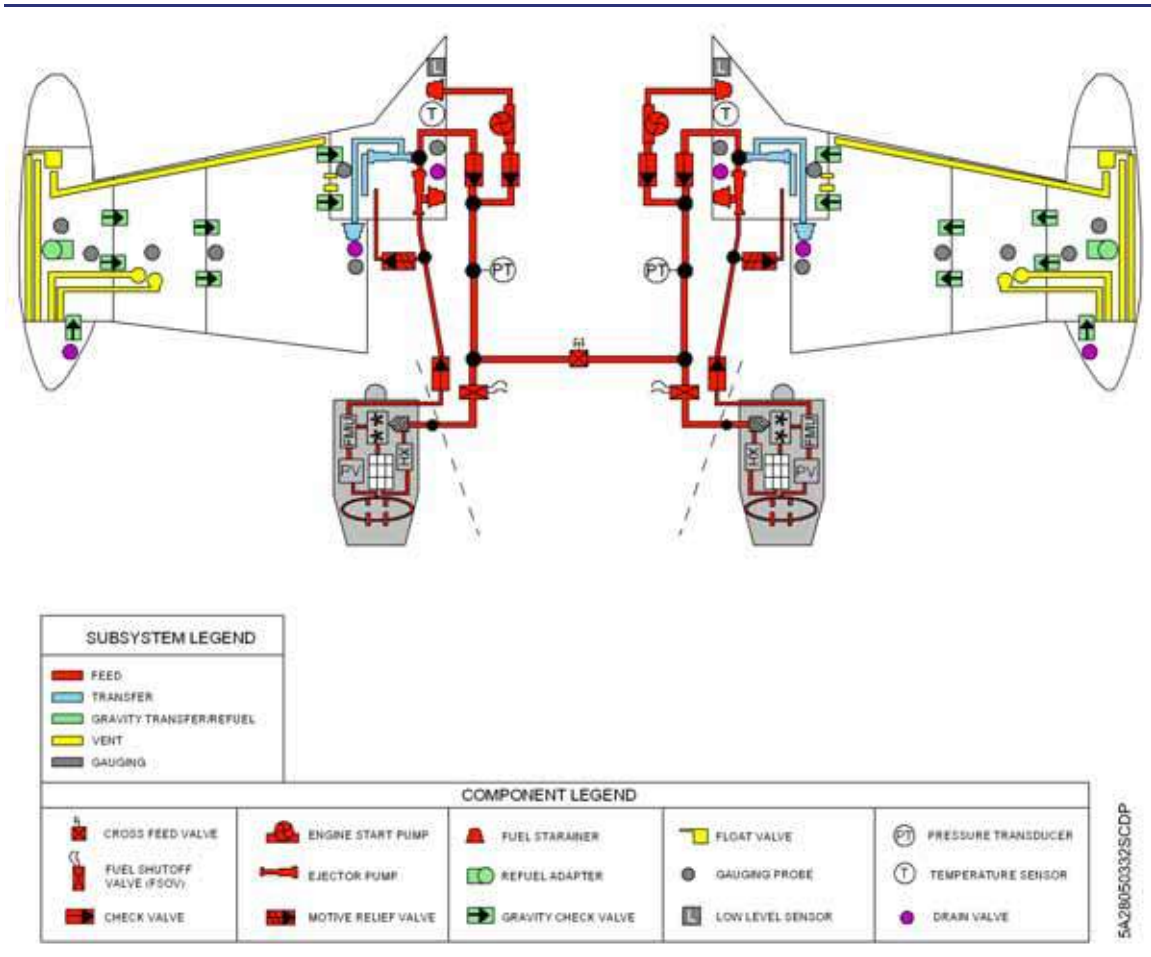 L
L
T
T
PT
PT
FMU
HX
PV
HX
FMU
PV
SUBSYSTEM LEGEND
FEED
TRANSFER
GRAVITY TRANSFER/REFUEL
VENT
GAUGING
COMPONENT LEGEND
CROSS FEED VALVE
ENGINE START PUMP
FUEL STARAINER
FLOAT VALVE
PT PRESSURE TRANSDUCER
FUEL SHUTOFF
VALVE (FSOV)
EJECTOR PUMP
REFUEL ADAPTER
GAUGING PROBE
T TEMPERATURE SENSOR
CHECK VALVE
MOTIVE RELIEF VALVE
GRAVITY CHECK VALVE
L LOW LEVEL SENSOR
DRAIN VALVE
5A28050332SCDP